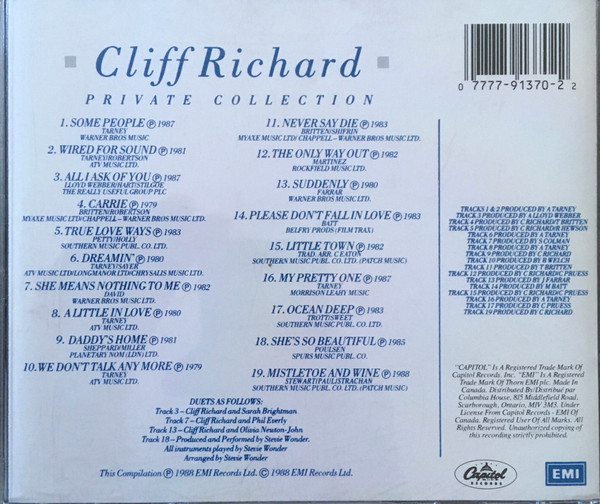 Cliff Richard
PRIVATE COLLECTION
0 7777-91370-2 2
1. SOME PEOPLE ℗ 1987
TARNEY
WARNER BROS MUSIC
2. WIRED FOR SOUND ℗ 1981
TARNEY/ROBERTSON
ATV MUSIC LTD.
3. ALL I ASK OF YOU ℗ 1987
LLOYD WEBBER/HART/STILGOE
THE REALLY USEFUL GROUP PLC
4. CARRIE ℗ 1979
BRITTEN/ROBERTSON
MYAXE MUSIC LTD/CHAPPELL-WARNER BROS MUSIC LTD.
5. TRUE LOVE WAYS ℗ 1983
PETTY/HOLLY
SOUTHERN MUSIC PUB. CO. LTD.
6. DREAMIN' ℗ 1980
TARNEY/SAYER
ATV MUSIC LTD/LONGMANOR LTD/CHRYSALIS MUSIC LTD.
7. SHE MEANS NOTHING TO ME ℗ 1982
DAVID
WARNER BROS MUSIC LTD.
8. A LITTLE IN LOVE ℗ 1980
TARNEY
ATV MUSIC LTD.
9. DADDY'S HOME ℗ 1981
SHEPPARD/MILLER
PLANETARY NOM (LDN) LTD.
10. WE DON'T TALK ANY MORE ℗ 1979
TARNEY
ATV MUSIC LTD.
11. NEVER SAY DIE ℗ 1983
BRITTEN/SHIFRIN
MYAXE MUSIC LTD/CHAPPELL-WARNER BROS MUSIC LTD.
12. THE ONLY WAY OUT ℗ 1982
MARTINEZ
ROCKFIELD MUSIC LTD.
13. SUDDENLY ℗ 1980
FARRAR
WARNER BROS MUSIC LTD.
14. PLEASE DON'T FALL IN LOVE ℗ 1983
BATT
BELFRY PRODS (FILM TRAX)
15. LITTLE TOWN ℗ 1982
TRAD. ARR. C EATON
SOUTHERN MUSIC PUBL CO. LTD. (PATCH MUSIC)
16. MY PRETTY ONE ℗ 1987
TARNEY
MORRISON LEAHY MUSIC
17. OCEAN DEEP ℗ 1983
TROTT/SWEET
SOUTHERN MUSIC PUBL CO. LTD.
18. SHE'S SO BEAUTIFUL ℗ 1985
POULSEN
SPURS MUSIC PUBL CO.
19. MISTLETOE AND WINE ℗ 1988
STEWART/PAUL/STRACHAN
SOUTHERN MUSIC PUBL CO. LTD. (PATCH MUSIC)
TRACKS 1 & 2 PRODUCED BY A TARNEY
TRACK 3 PRODUCED BY A LLOYD WEBBER
TRACK 4 PRODUCED BY C RICHARD/T BRITTEN
TRACK 5 PRODUCED BY C RICHARD/R HEWSON
TRACK 6 PRODUCED BY A TARNEY
TRACK 7 PRODUCED BY S COLMAN
TRACK 8 PRODUCED BY A TARNEY
TRACK 9 PRODUCED BY C RICHARD
TRACK 10 PRODUCED BY B WELCH
TRACK 11 PRODUCED BY T BRITTEN
TRACK 12 PRODUCED BY C RICHARD/C PRUESS
TRACK 13 PRODUCED BY J FARRAR
TRACK 14 PRODUCED BY M BATT
TRACK 15 PRODUCED BY C RICHARD/C PRUESS
TRACK 16 PRODUCED BY A TARNEY
TRACK 17 PRODUCED BY C PRUESS
TRACK 19 PRODUCED BY C RICHARD
DUETS AS FOLLOWS:
Track 3 - Cliff Richard and Sarah Brightman
Track 7 - Cliff Richard and Phil Everly
Track 13 - Cliff Richard and Olivia Newton-John
Track 18 - Produced and Performed by Stevie Wonder.
All instruments played by Stevie Wonder
Arranged by Stevie Wonder
"CAPITOL" Is A Registered Trade Mark Of
Capitol Records. Inc. "EMI" Is A Registered
Trade Mark Of Thorn EMI plc. Made In
Canada. Distributed/Distribué par
Columbia House, 815 Middlefield Road,
Scarborough, Ontario, M1V 3M3. Under
License From Capitol Records - EMI Of
Canada. Registered User Of All Marks. All
Rights Reserved. Unauthorized copying of
this recording strictly prohibited.
This Compilation ℗ 1988 EMI Records Ltd. © 1988 EMI Records Ltd.
Capitol
RECORDS
EMI